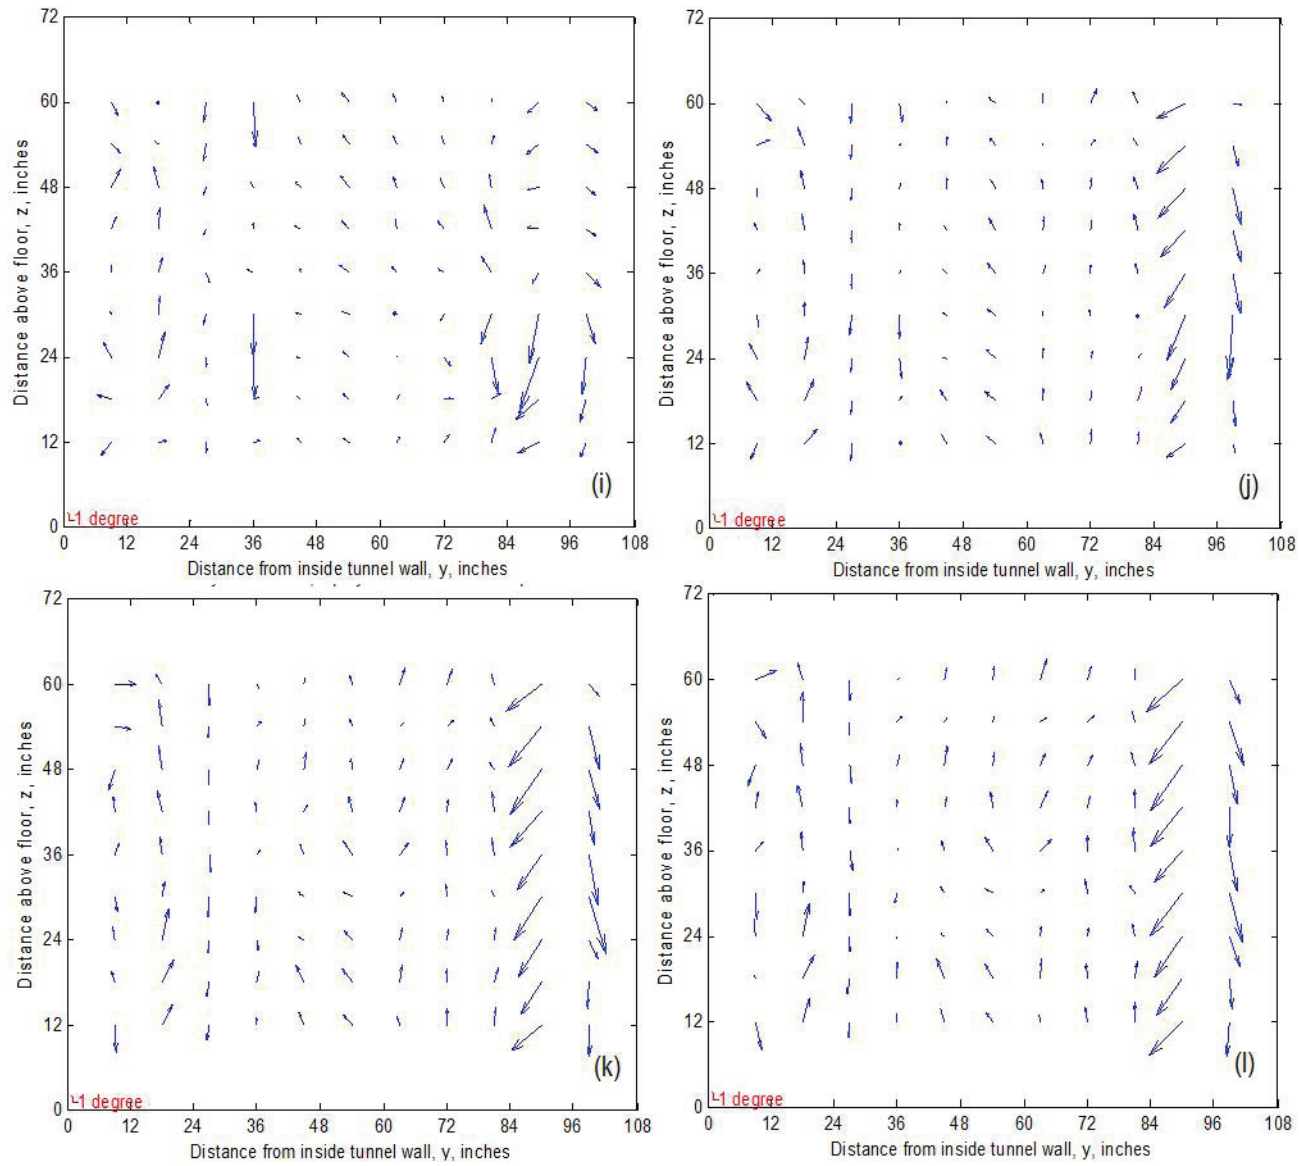 72
60
48
36
24
12
0
Distance above floor, z, inches
(i)
1 degree
0 12 24 36 48 60 72 84 96 108
Distance from inside tunnel wall, y, inches
72
60
48
36
24
12
0
Distance above floor, z, inches
(j)
1 degree
0 12 24 36 48 60 72 84 96 108
Distance from inside tunnel wall, y, inches
72
60
48
36
24
12
0
Distance above floor, z, inches
(k)
1 degree
0 12 24 36 48 60 72 84 96 108
Distance from inside tunnel wall, y, inches
72
60
48
36
24
12
0
Distance above floor, z, inches
(l)
1 degree
0 12 24 36 48 60 72 84 96 108
Distance from inside tunnel wall, y, inches